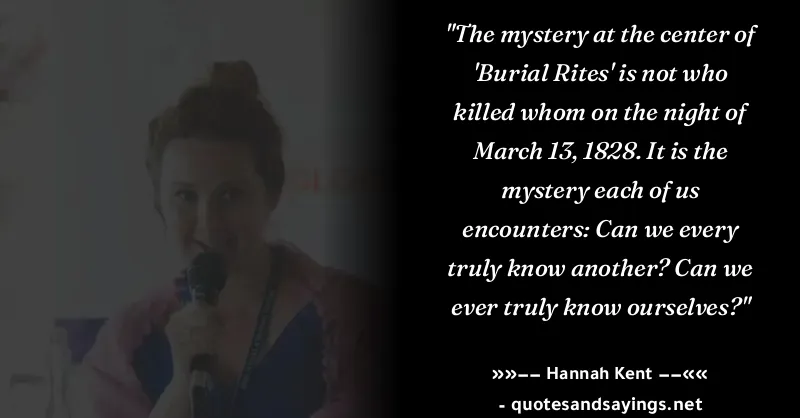 "The mystery at the center of
'Burial Rites' is not who
killed whom on the night of
March 13, 1828. It is the
mystery each of us
encounters: Can we every
truly know another? Can we
ever truly know ourselves?"
»»–– Hannah Kent ––««
- quotesandsayings.net